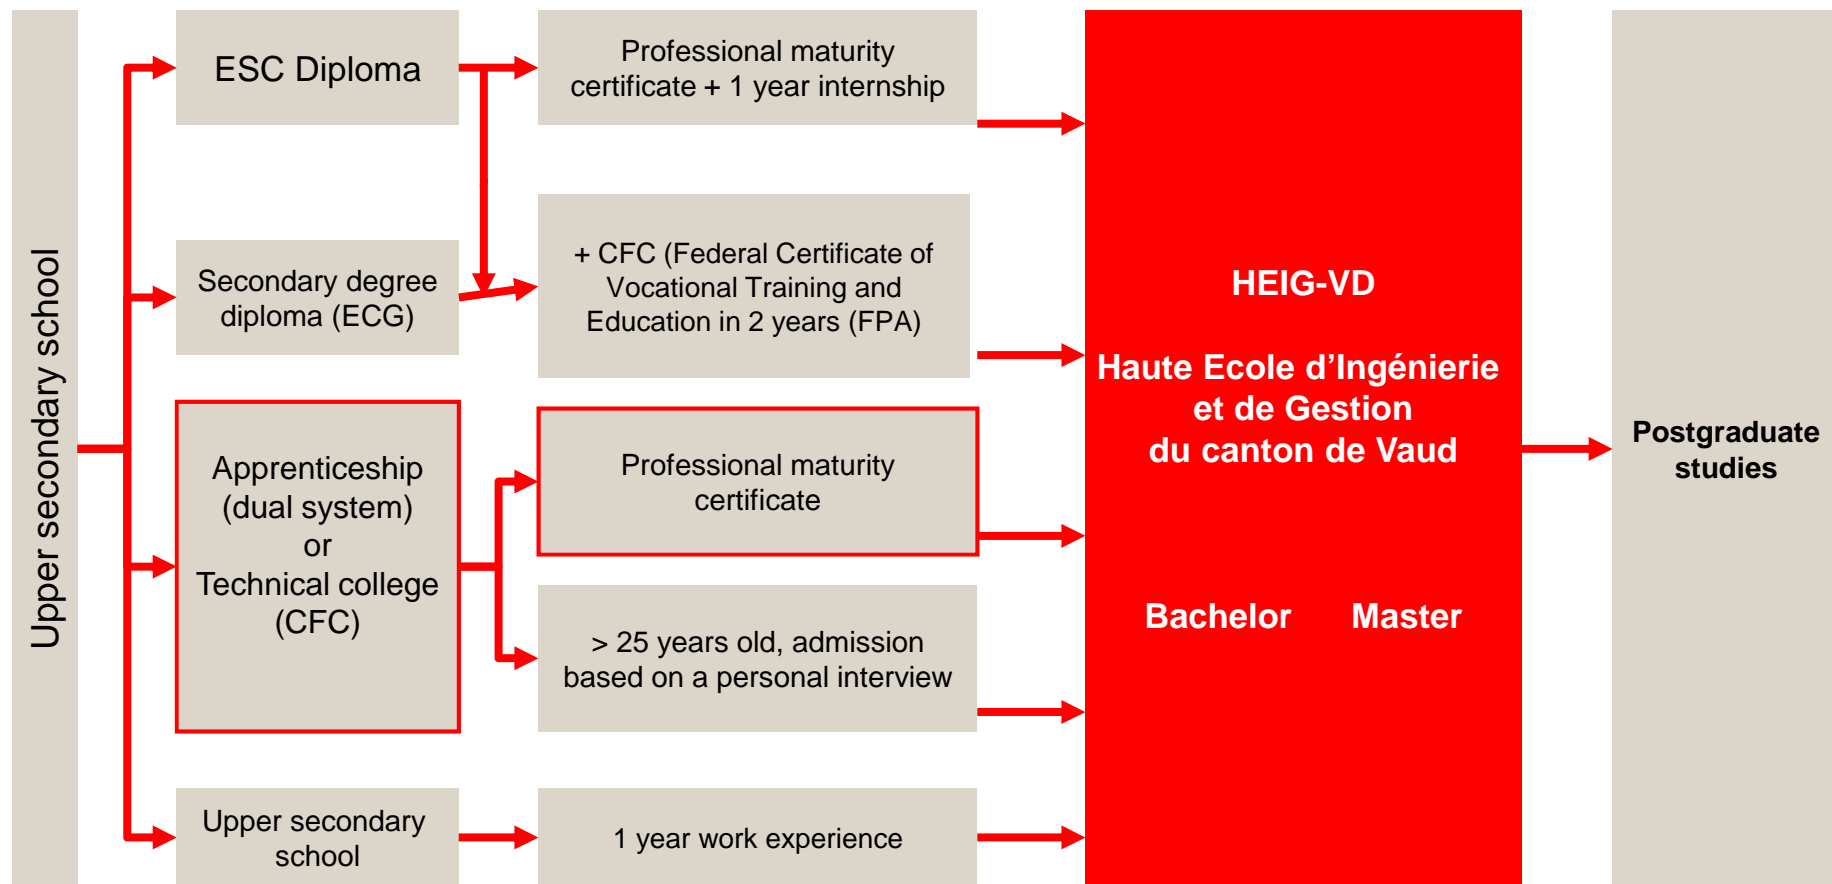 Upper secondary school
ESC Diploma
Professional maturity
certificate + 1 year internship
Secondary degree
diploma (ECG)
+ CFC (Federal Certificate of
Vocational Training and
Education in 2 years (FPA)
Apprenticeship
(dual system)
or
Technical college
(CFC)
Professional maturity
certificate
> 25 years old, admission
based on a personal interview
Upper secondary
school
1 year work experience
HEIG-VD
Haute Ecole d’Ingénierie
et de Gestion
du canton de Vaud
Bachelor Master
Postgraduate
studies